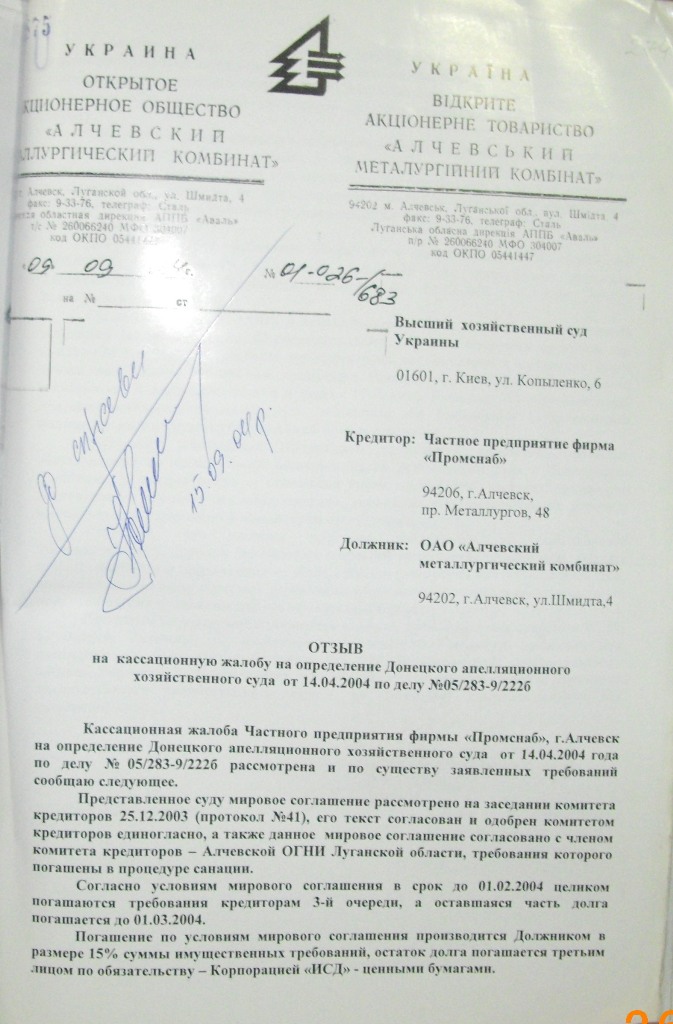 275
УКРАИНА
ОТКРЫТОЕ
КЦИОНЕРНОЕ ОБЩЕСТВО
«АЛЧЕВСКИЙ
АЛЛУРГИЧЕСКИЙ КОМБИНАТ»
г. Алчевск, Луганской обл., ул. Шмидта, 4
факс: 9-33-76, телеграф: Сталь
областная дирекция АППБ «Аваль»
р/с № 260066240 МФО 304007
код ОКПО 05441447
УКРАЇНА
ВІДКРИТЕ
АКЦІОНЕРНЕ ТОВАРИСТВО
«АЛЧЕВСЬКИЙ
МЕТАЛУРГІЙНИЙ КОМБІНАТ»
94202 м. Алчевськ, Луганської обл., вул. Шмідта 4
факс: 9-33-76, телеграф: Сталь
Луганська обласна дирекція АППБ «Аваль»
п/р № 260066240 МФО 304007
код ОКПО 05441447
«09» 09 г. № 01-026-
683
на № ст
Высший хозяйственный суд
Украины
01601, г. Киев, ул. Копыленко, 6
До справи
15.09.04р.
Кредитор: Частное предприятие фирма
«Промснаб»
94206, г.Алчевск,
пр. Металлургов, 48
Должник: ОАО «Алчевский
металлургический комбинат»
94202, г.Алчевск, ул.Шмидта,4
ОТЗЫВ
на кассационную жалобу на определение Донецкого апелляционного
хозяйственного суда от 14.04.2004 по делу №05/283-9/222б
Кассационная жалоба Частного предприятия фирмы «Промснаб», г.Алчевск
на определение Донецкого апелляционного хозяйственного суда от 14.04.2004 года
по делу № 05/283-9/222б рассмотрена и по существу заявленных требований
сообщаю следующее.
Представленное суду мировое соглашение рассмотрено на заседании комитета
кредиторов 25.12.2003 (протокол №41), его текст согласован и одобрен комитетом
кредиторов единогласно, а также данное мировое соглашение согласовано с членом
комитета кредиторов – Алчевской ОГНИ Луганской области, требования которого
погашены в процедуре санации.
Согласно условиям мирового соглашения в срок до 01.02.2004 целиком
погашаются требования кредиторам 3-й очереди, а оставшаяся часть долга
погашается до 01.03.2004.
Погашение по условиям мирового соглашения производится Должником в
размере 15% суммы имущественных требований, остаток долга погашается третьим
лицом по обязательству – Корпорацией «ИСД» - ценными бумагами.